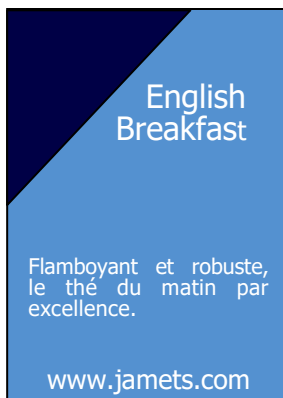 English
Breakfast
Flamboyant et robuste,
le thé du matin par
excellence.
www.jamets.com